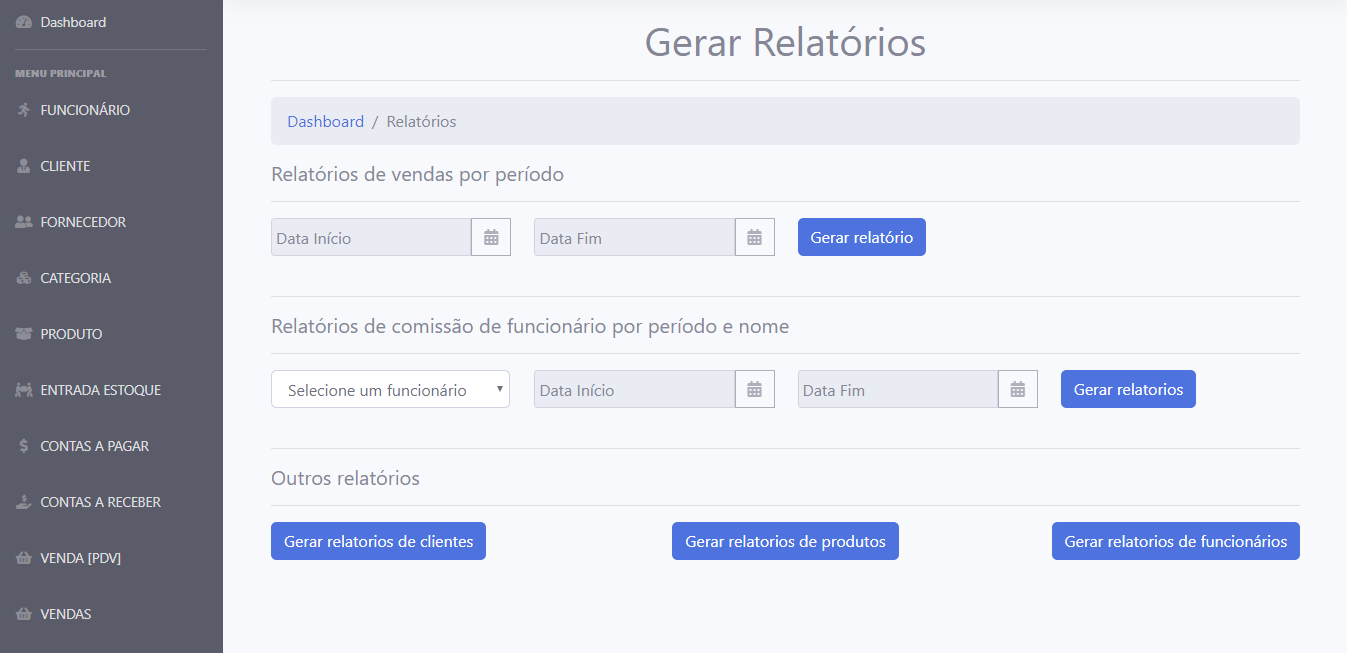 Dashboard
MENU PRINCIPAL
FUNCIONÁRIO
CLIENTE
FORNECEDOR
CATEGORIA
PRODUTO
ENTRADA ESTOQUE
CONTAS A PAGAR
CONTAS A RECEBER
VENDA [PDV]
VENDAS
Gerar Relatórios
Dashboard / Relatórios
Relatórios de vendas por período
Data Início Data Fim Gerar relatório
Relatórios de comissão de funcionário por período e nome
Selecione um funcionário Data Início Data Fim Gerar relatorios
Outros relatórios
Gerar relatorios de clientes Gerar relatorios de produtos Gerar relatorios de funcionários